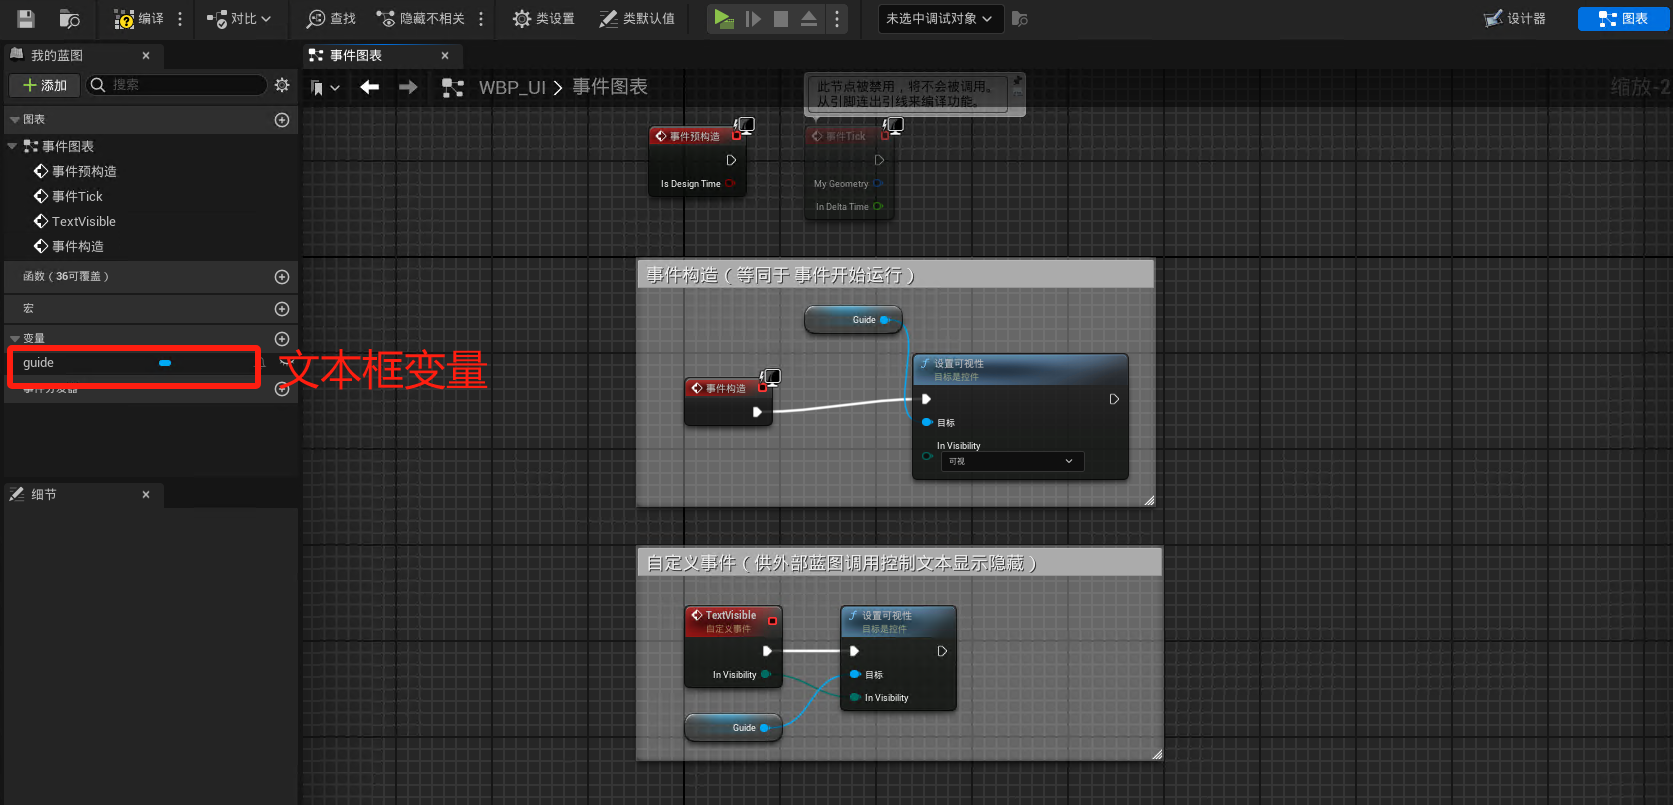 编译
对比
查找
隐藏不相关
类设置
类默认值
未选中调试对象
设计器
图表
我的蓝图
事件图表
添加
搜索
WBP_UI
事件图表
缩放-2
图表
事件图表
事件预构造
事件Tick
TextVisible
事件构造
函数（36可覆盖）
宏
变量
guide
文本框变量
事件分发器
细节
此节点被禁用，将不会被调用。
从引脚连出引线来编译功能。
事件预构造
Is Design Time
事件Tick
My Geometry
In Delta Time
事件构造（等同于 事件开始运行）
Guide
事件构造
设置可视性
目标是控件
目标
In Visibility
可视
自定义事件（供外部蓝图调用控制文本显示隐藏）
TextVisible
自定义事件
In Visibility
Guide
设置可视性
目标是控件
目标
In Visibility